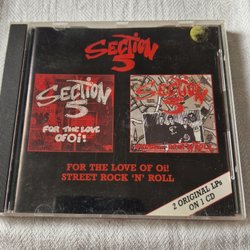 SECTION
5
SECTION
5
FOR THE LOVE
OF Oi!
SECTION
5
FOR THE LOVE OF Oi!
STREET ROCK 'N' ROLL
2 ORIGINAL LPs
ON 1 CD